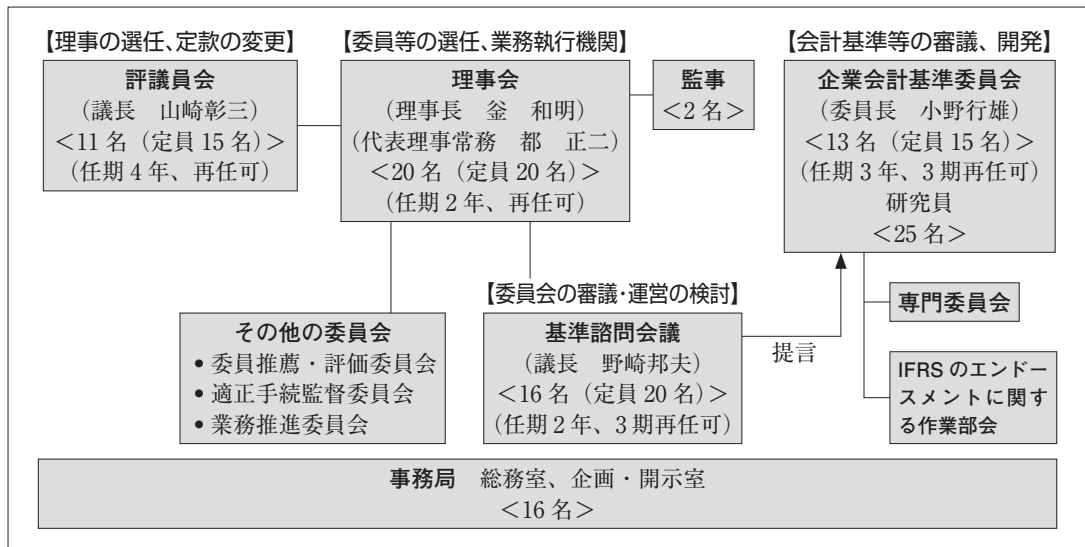 【理事の選任、定款の変更】
評議員会
(議長 山崎彰三)
<11名(定員15名)>
(任期4年、再任可)
【委員等の選任、業務執行機関】
理事会
(理事長 釡 和明)
(代表理事常務 都 正二)
<20名(定員20名)>
(任期2年、再任可)
監事
<2名>
【会計基準等の審議、開発】
企業会計基準委員会
(委員長 小野行雄)
<13名(定員15名)>
(任期3年、3期再任可)
研究員
<25名>
その他の委員会
• 委員推薦・評価委員会
• 適正手続監督委員会
• 業務推進委員会
【委員会の審議・運営の検討】
基準諮問会議
(議長 野崎邦夫)
<16名(定員20名)>
(任期2年、3期再任可)
提言
専門委員会
IFRSのエンドー
スメントに関す
る作業部会
事務局 総務室、企画・開示室
<16名>